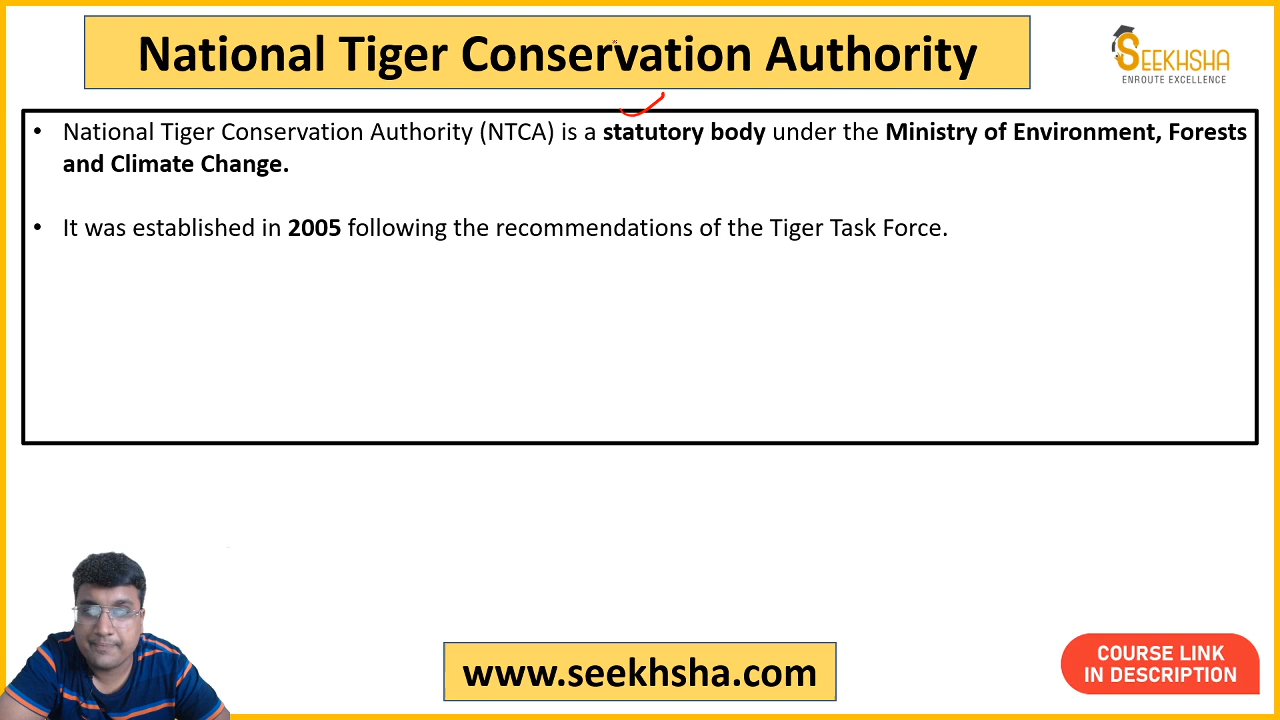 National Tiger Conservation Authority
SEEKHSHA
ENROUTE EXCELLENCE
• National Tiger Conservation Authority (NTCA) is a statutory body under the Ministry of Environment, Forests
and Climate Change.
• It was established in 2005 following the recommendations of the Tiger Task Force.
www.seekhsha.com
COURSE LINK
IN DESCRIPTION